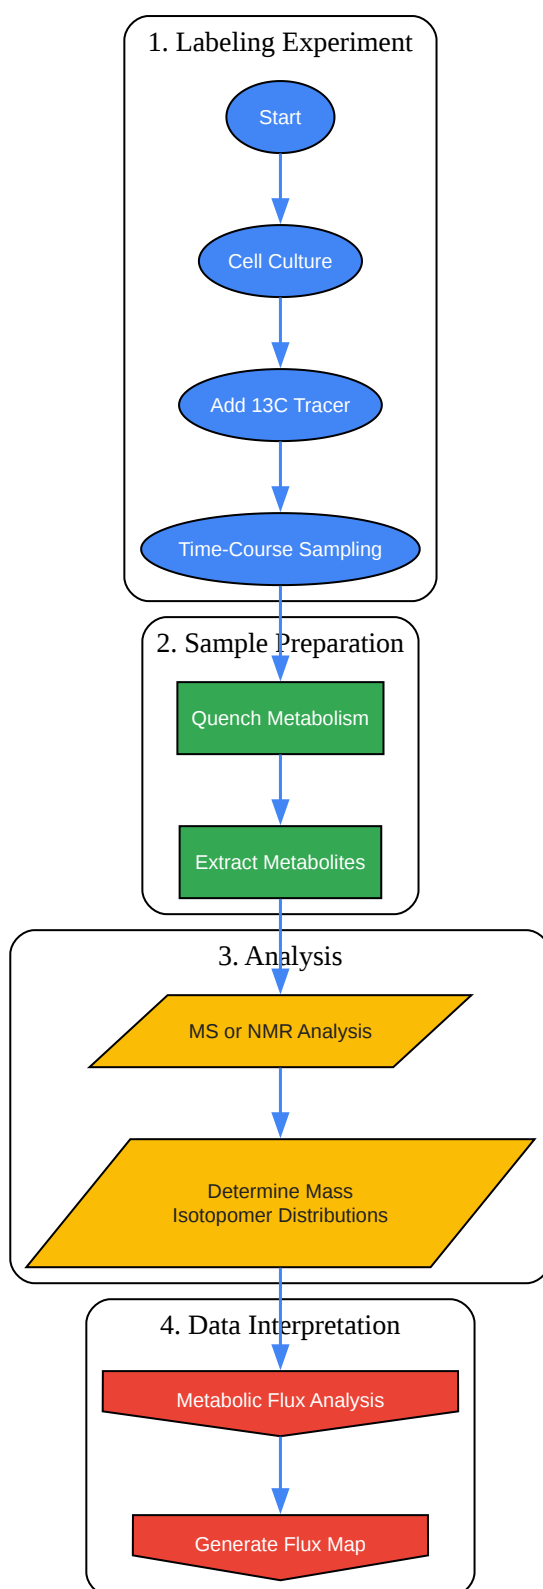 1. Labeling Experiment
Start
Cell Culture
Add 13C Tracer
Time-Course Sampling
2. Sample Preparation
Quench Metabolism
Extract Metabolites
3. Analysis
MS or NMR Analysis
Determine Mass
Isotopomer Distributions
4. Data Interpretation
Metabolic Flux Analysis
Generate Flux Map